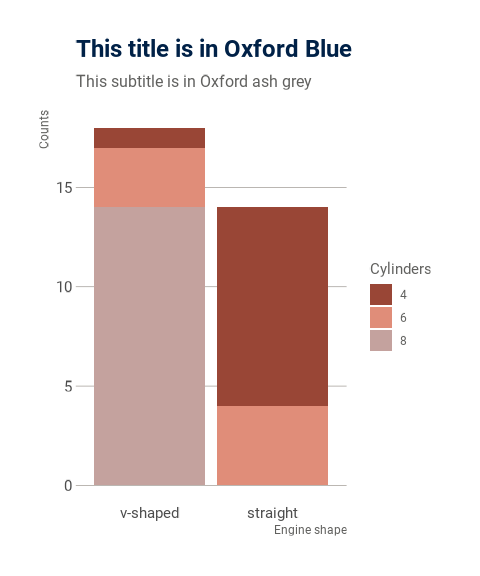 This title is in Oxford Blue
This subtitle is in Oxford ash grey
Counts
15
10
5
0
v-shaped straight
Engine shape
Cylinders
4
6
8